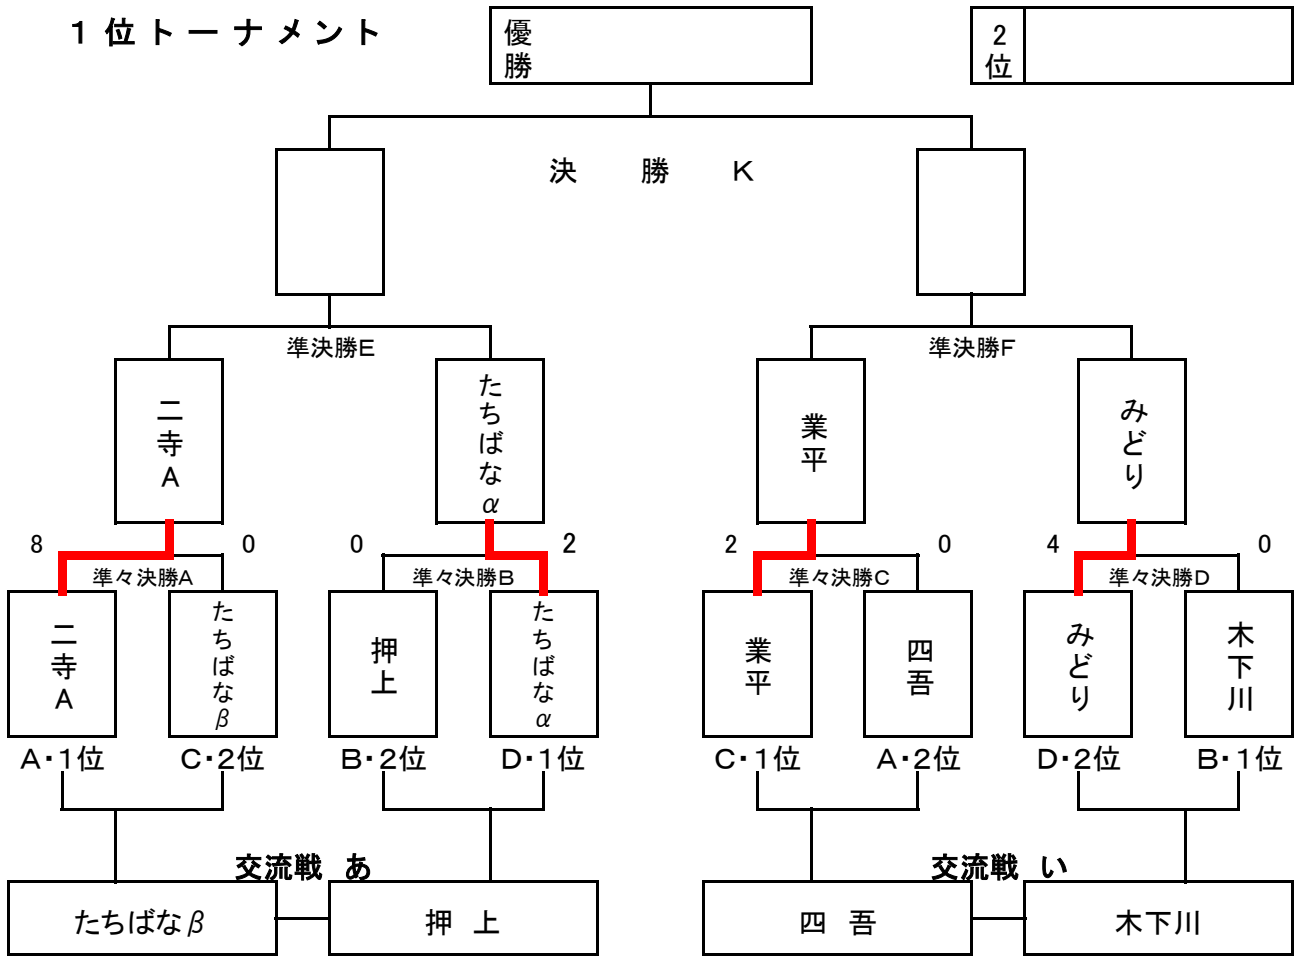 １位トーナメント
優勝
2位
決勝K
準決勝E
準決勝F
二寺A
たちばなα
業平
みどり
8
0
0
2
2
0
4
0
準々決勝A
準々決勝B
準々決勝C
準々決勝D
二寺A
たちばなβ
押上
たちばなα
業平
四吾
みどり
木下川
A・1位
C・2位
B・2位
D・1位
C・1位
A・2位
D・2位
B・1位
交流戦 あ
交流戦 い
たちばなβ
押上
四吾
木下川